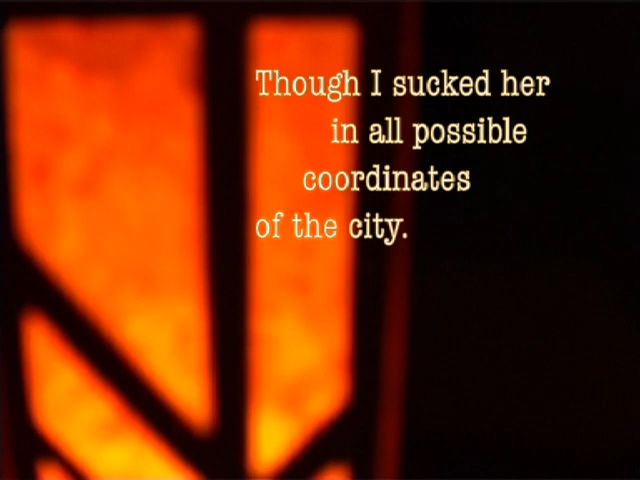 Though I sucked her
in all possible
coordinates
of the city.